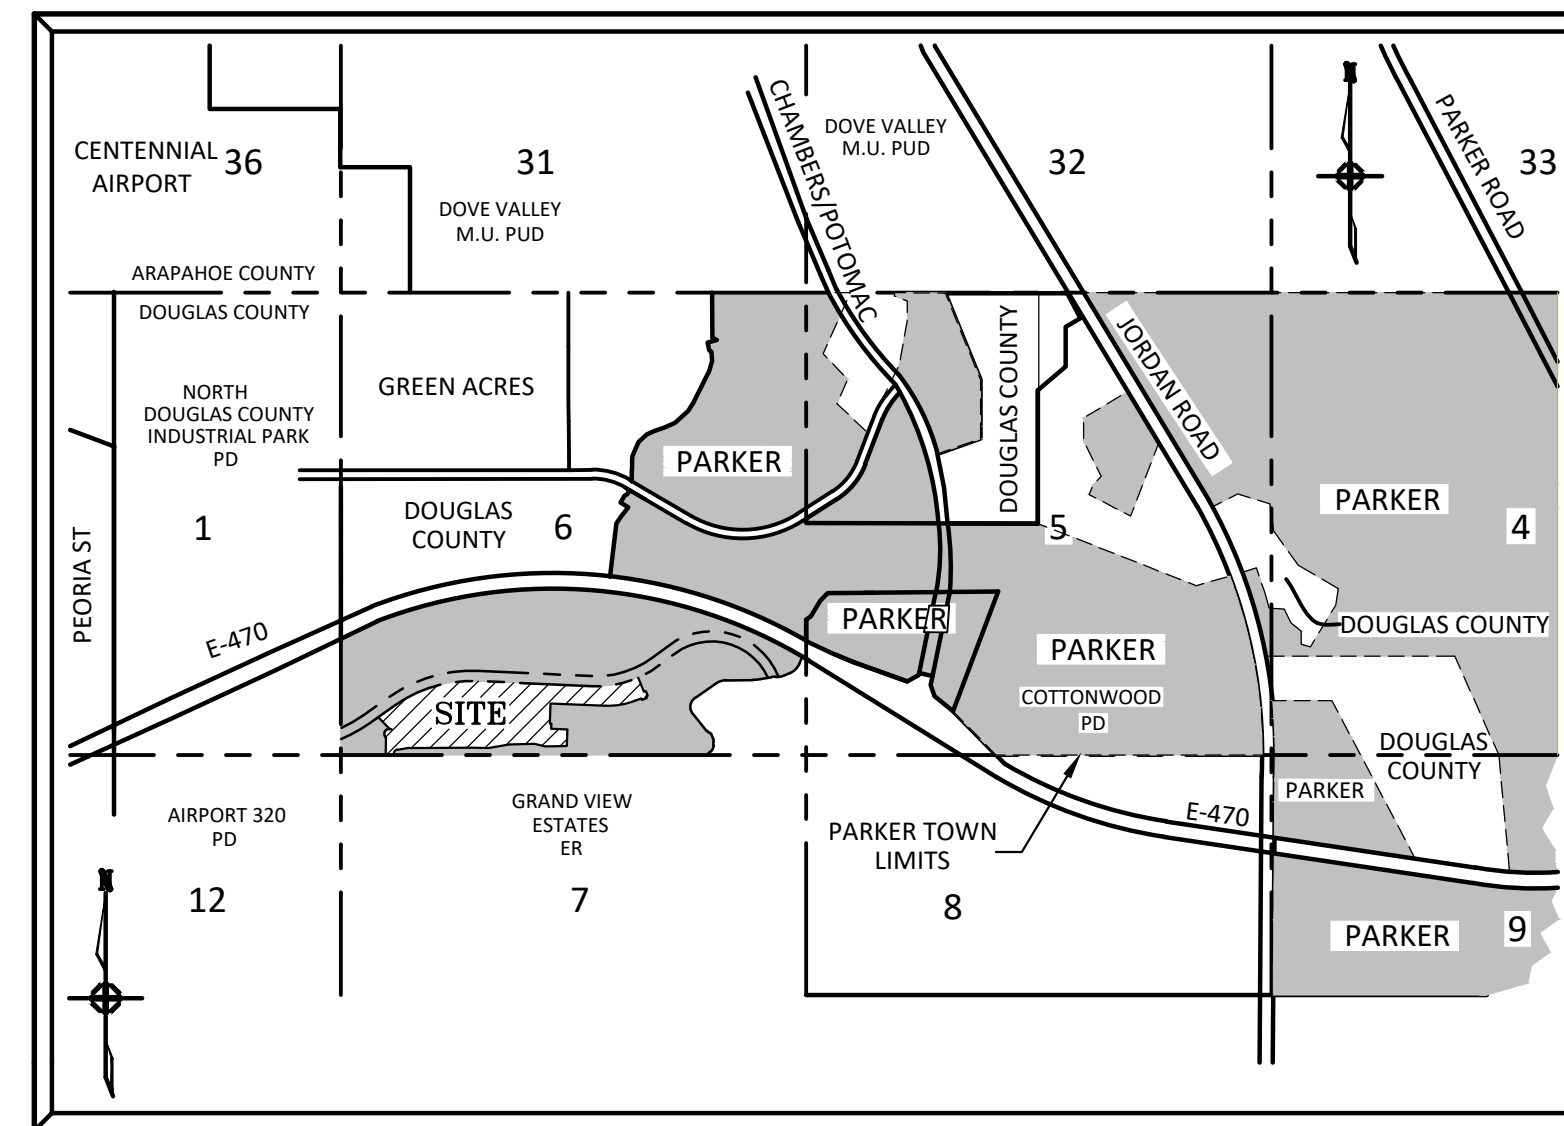 N
CENTENNIAL
AIRPORT
36
31
DOVE VALLEY
M.U. PUD
CHAMBERS/POTOMAC
DOVE VALLEY
M.U. PUD
32
N
PARKER ROAD
33
ARAPAHOE COUNTY
DOUGLAS COUNTY
NORTH
DOUGLAS COUNTY
INDUSTRIAL PARK
PD
GREEN ACRES
PARKER
DOUGLAS COUNTY
JORDAN ROAD
PARKER
4
PEORIA ST
1
DOUGLAS
COUNTY
6
5
E-470
PARKER
PARKER
COTTONWOOD
PD
DOUGLAS COUNTY
SITE
DOUGLAS
COUNTY
PARKER
AIRPORT 320
PD
GRAND VIEW
ESTATES
ER
PARKER TOWN
LIMITS
E-470
12
7
8
PARKER
9